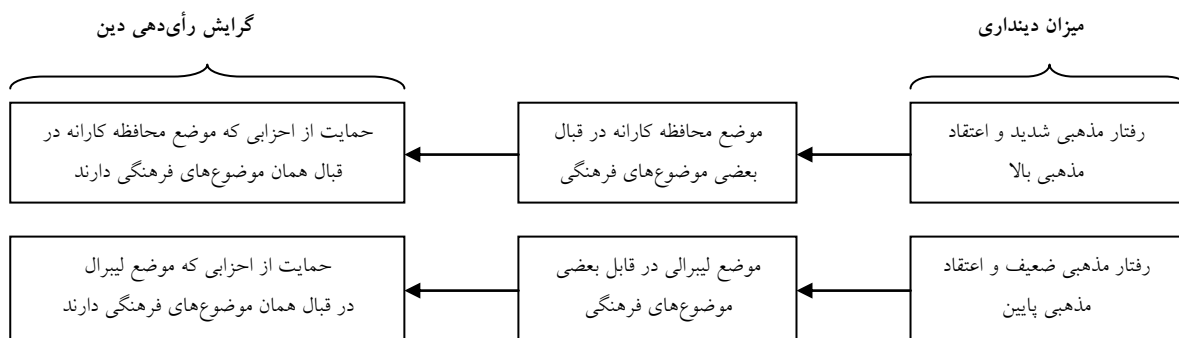 میزان دینداری
گرایش رأی‌دهی دین
رفتار مذهبی شدید و اعتقاد
مذهبی بالا
موضع محافظه کارانه در قبال
بعضی موضوع‌های فرهنگی
حمایت از احزابی که موضع محافظه کارانه در
قبال همان موضوع‌های فرهنگی دارند
رفتار مذهبی ضعیف و اعتقاد
مذهبی پایین
موضع لیبرالی در قابل بعضی
موضوع‌های فرهنگی
حمایت از احزابی که موضع لیبرال
در قبال همان موضوع‌های فرهنگی دارند